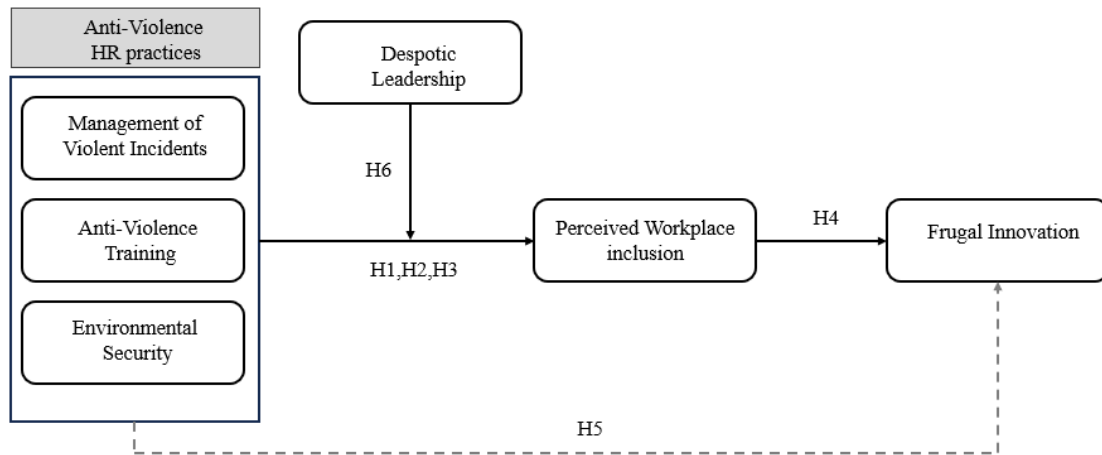 Anti-Violence
HR practices
Management of
Violent Incidents
Anti-Violence
Training
Environmental
Security
Despotic
Leadership
H6
H1,H2,H3
Perceived Workplace
inclusion
H4
Frugal Innovation
H5